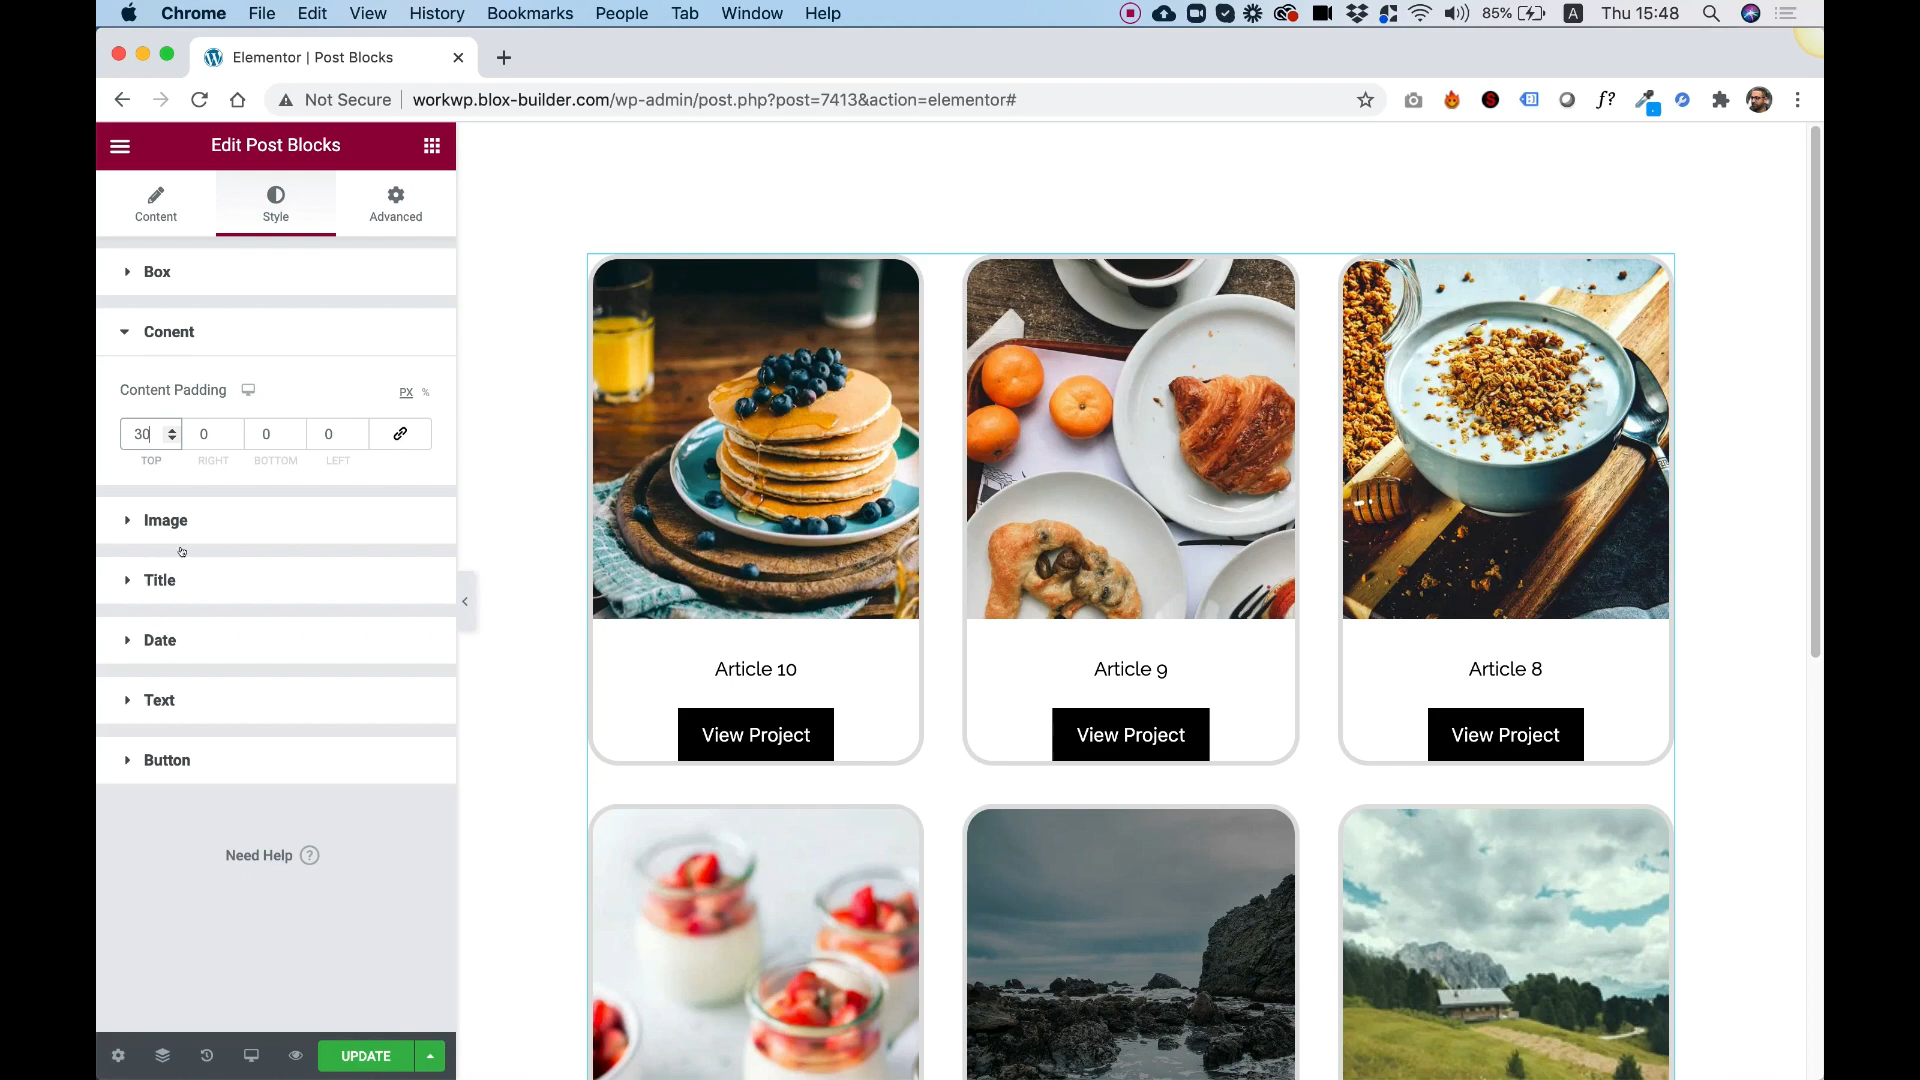 Chrome File Edit View History Bookmarks People Tab Window Help 85% A Thu 15:48
Elementor | Post Blocks
Not Secure workwp.blox-builder.com/wp-admin/post.php?post=7413&action=elementor# f?
Edit Post Blocks
Content Style Advanced
Box
Conent
Content Padding PX %
30 0 0 0
TOP RIGHT BOTTOM LEFT
Image
Title
Date
Text
Button
Need Help ?
UPDATE
Article 10 Article 9 Article 8
View Project View Project View Project